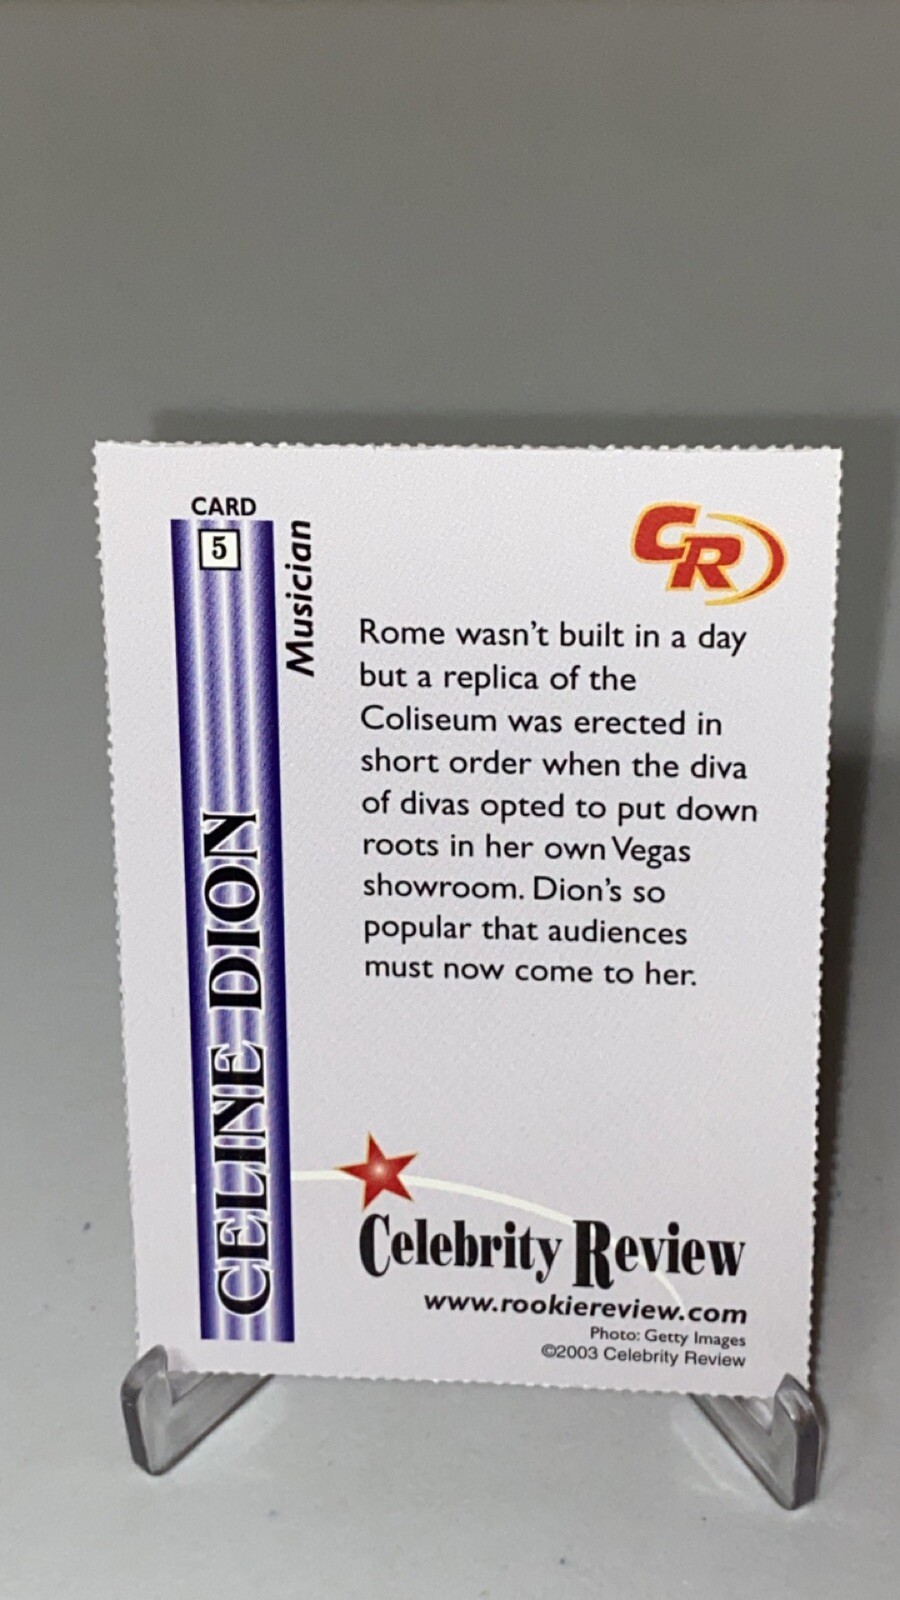 CARD
5
Musician
CELINE DION
CR
Rome wasn't built in a day
but a replica of the
Coliseum was erected in
short order when the diva
of divas opted to put down
roots in her own Vegas
showroom. Dion's so
popular that audiences
must now come to her.
Celebrity Review
www.rookiereview.com
Photo: Getty Images
©2003 Celebrity Review